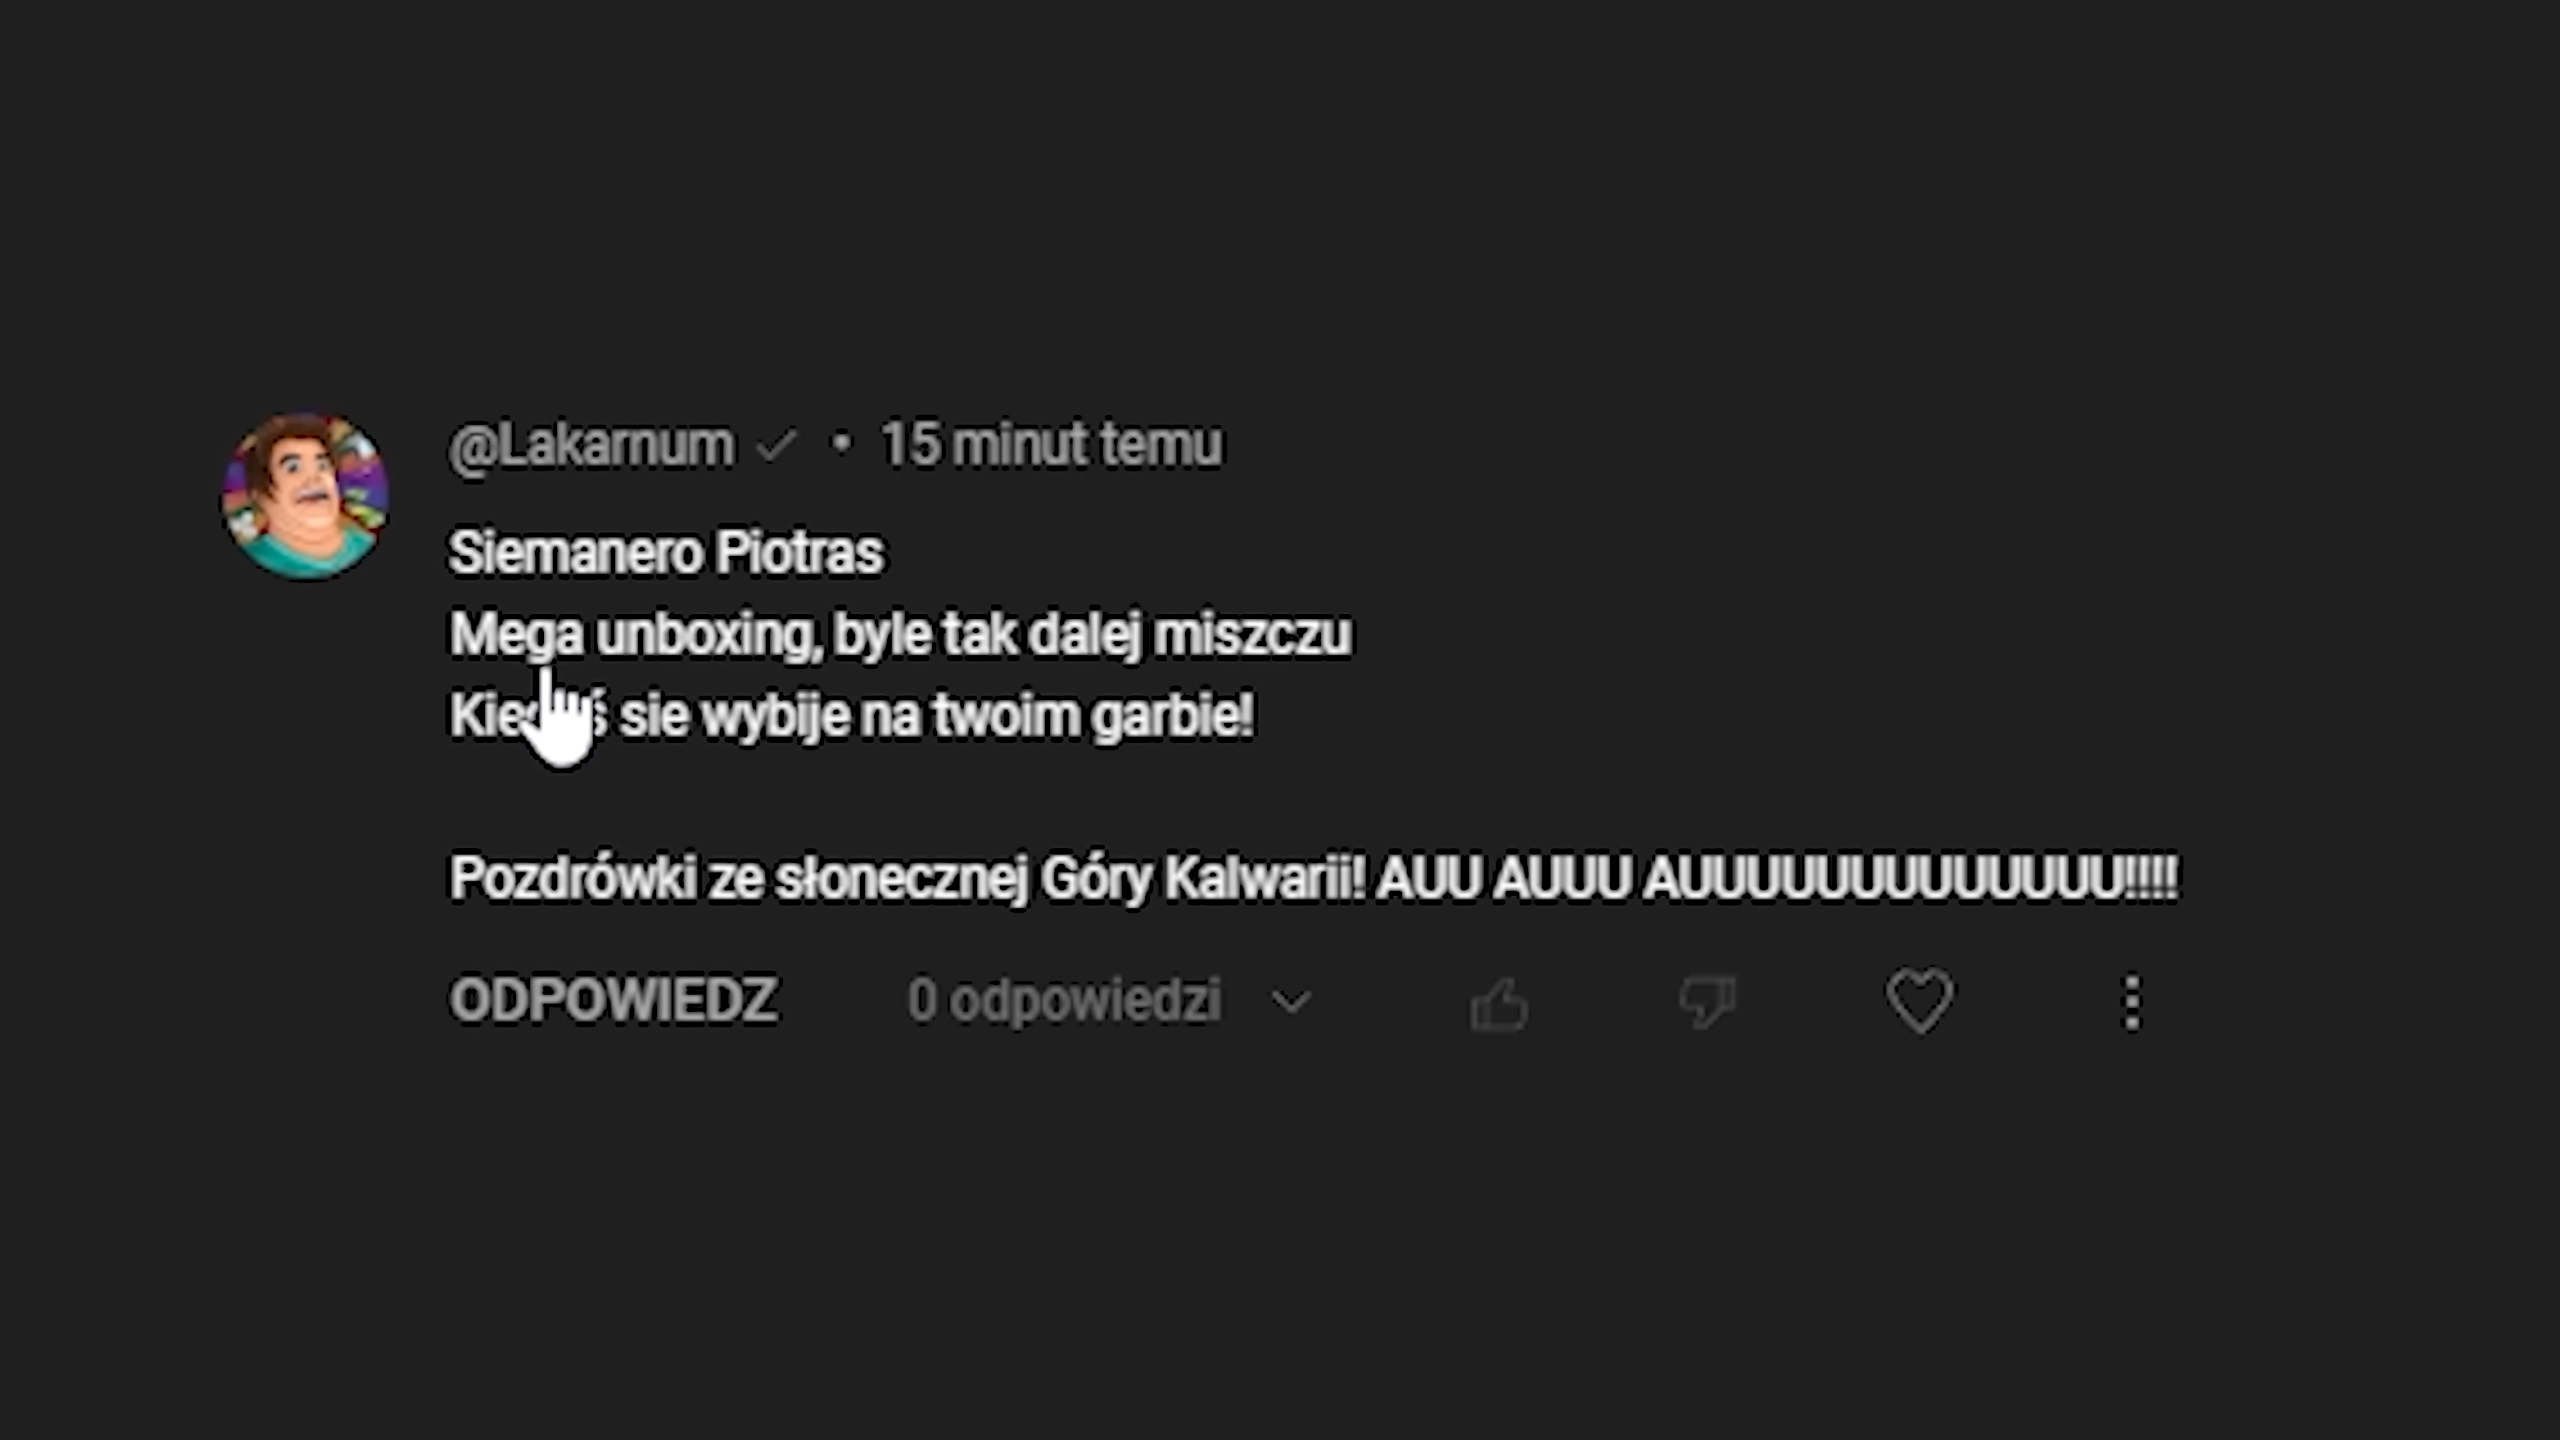 @Lakarnum • 15 minut temu
Siemanero Piotras
Mega unboxing, byle tak dalej miszczu
sie wybije na twoim garbie!
Pozdrówki ze słonecznej Góry Kalwarii! AUU AUUU AUUUUUUUUUUUUU!!!!
ODPOWIEDZ 0 odpowiedzi